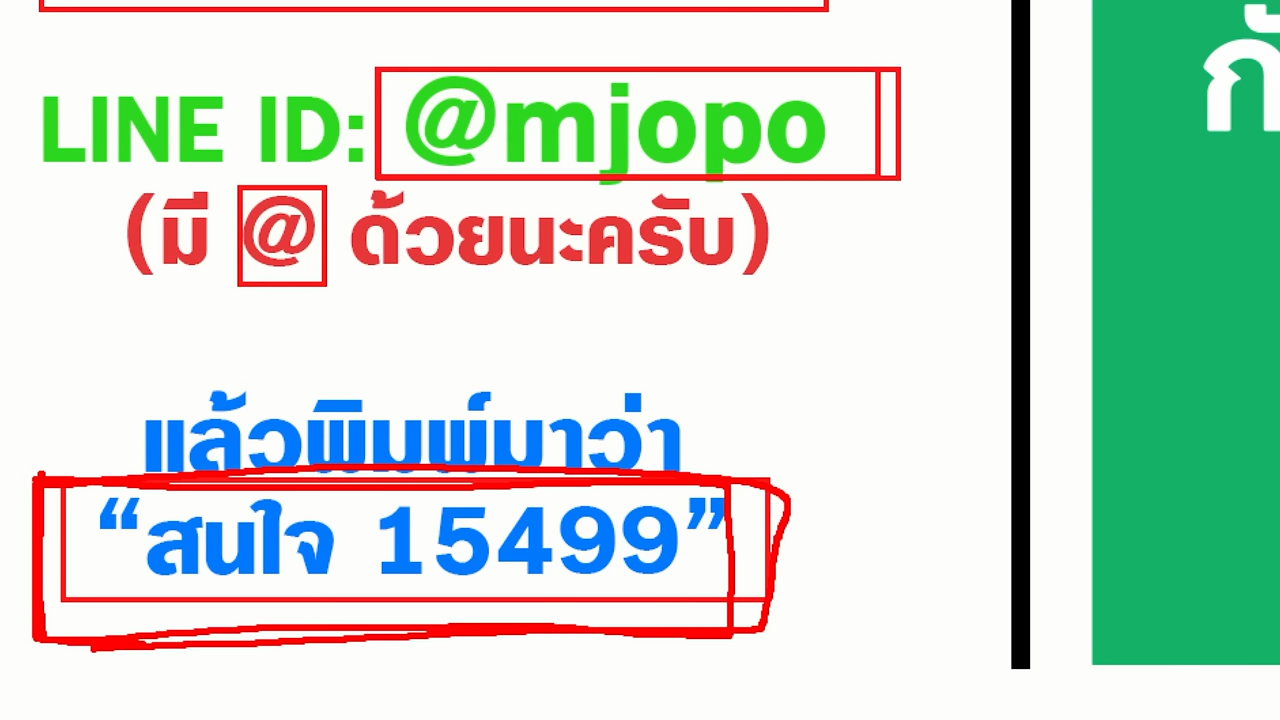 LINE ID: @mjopo
(มี @ ด้วยนะครับ)
แล้วพิมพ์มาว่า
“สนใจ 15499”